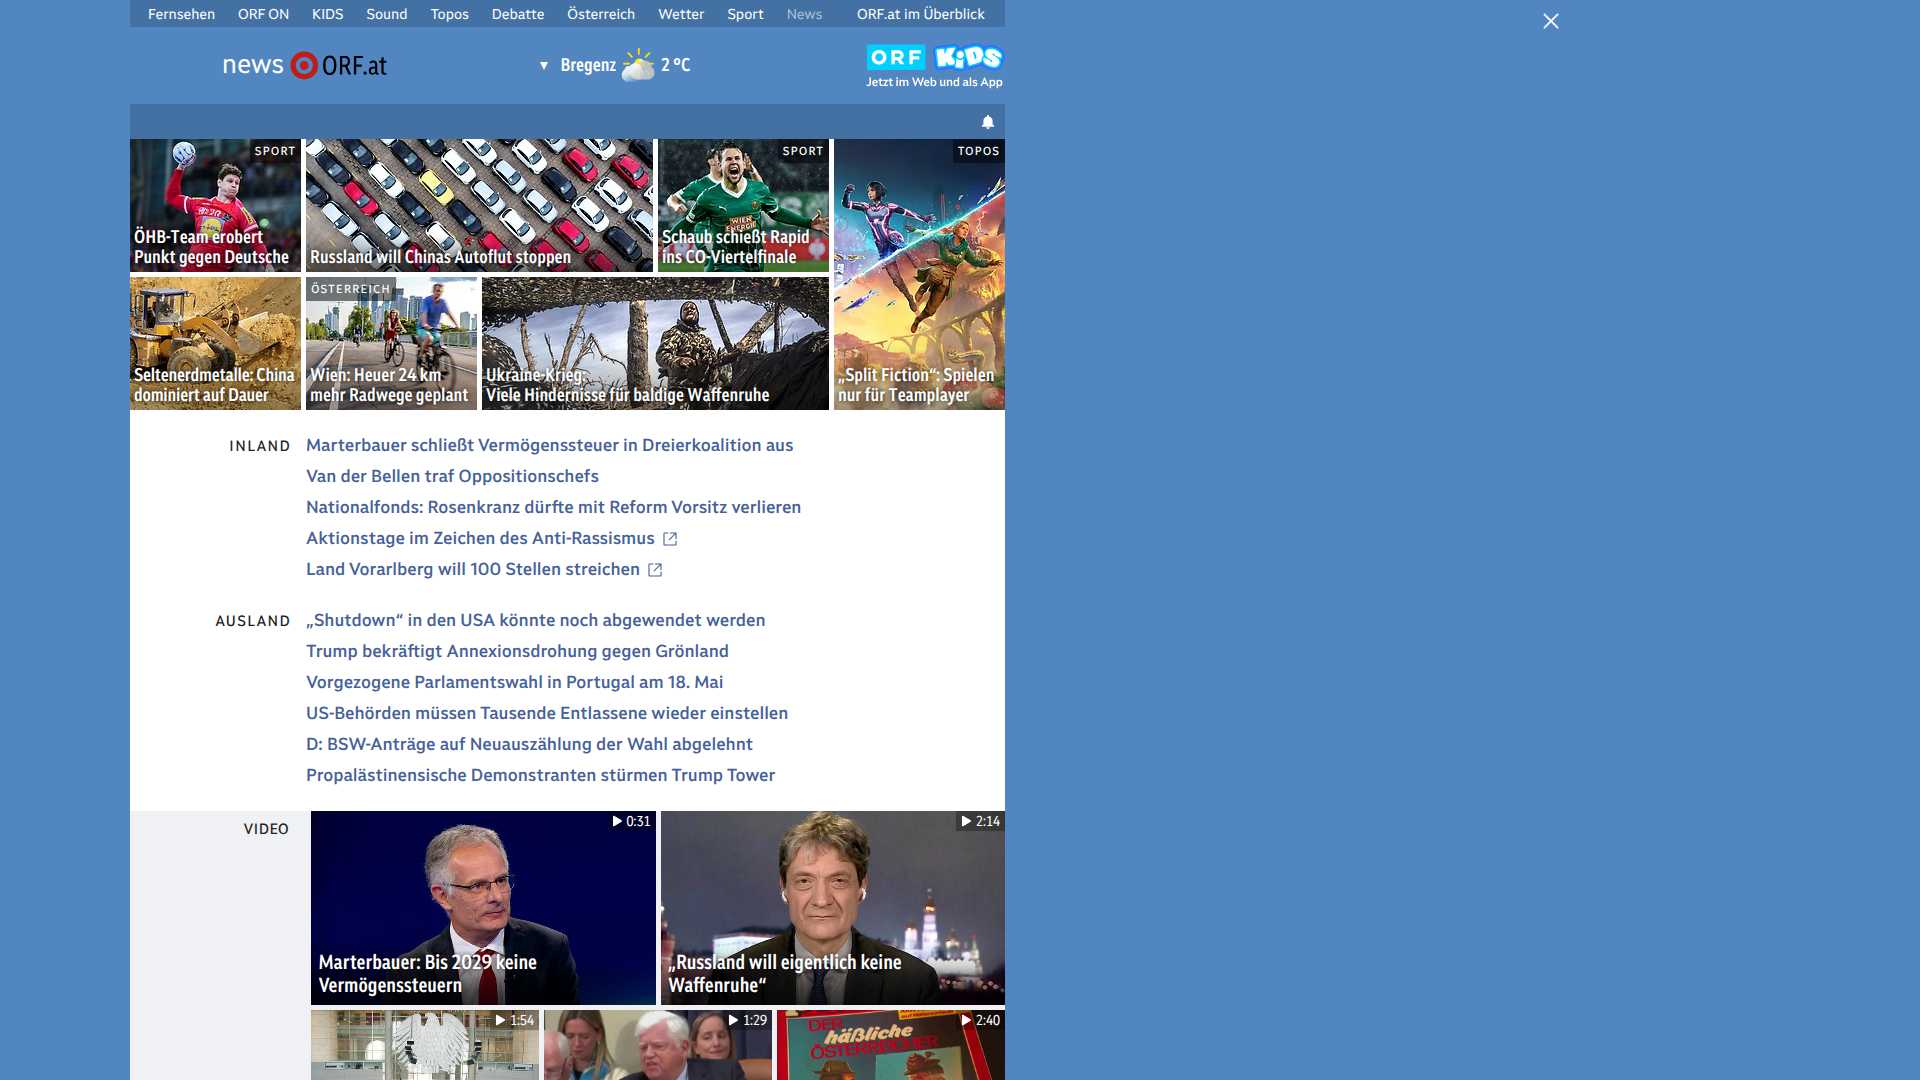 Fernsehen ORF ON KIDS Sound Topos Debatte Österreich Wetter Sport News ORF.at im Überblick
news ORF.at
▼ Bregenz 2 °C
ORF KiDS
Jetzt im Web und als App
SPORT
ÖHB-Team erobert
Punkt gegen Deutsche
Russland will Chinas Autoflut stoppen
SPORT
WIEN
ENERGIE
Schaub schießt Rapid
ins CO-Viertelfinale
TOPOS
„Split Fiction“: Spielen
nur für Teamplayer
Seltenerdmetalle: China
dominiert auf Dauer
ÖSTERREICH
Wien: Heuer 24 km
mehr Radwege geplant
Ukraine-Krieg:
Viele Hindernisse für baldige Waffenruhe
INLAND
Marterbauer schließt Vermögenssteuer in Dreierkoalition aus
Van der Bellen traf Oppositionschefs
Nationalfonds: Rosenkranz dürfte mit Reform Vorsitz verlieren
Aktionstage im Zeichen des Anti-Rassismus
Land Vorarlberg will 100 Stellen streichen
AUSLAND
„Shutdown“ in den USA könnte noch abgewendet werden
Trump bekräftigt Annexionsdrohung gegen Grönland
Vorgezogene Parlamentswahl in Portugal am 18. Mai
US-Behörden müssen Tausende Entlassene wieder einstellen
D: BSW-Anträge auf Neuauszählung der Wahl abgelehnt
Propalästinensische Demonstranten stürmen Trump Tower
VIDEO
0:31
Marterbauer: Bis 2029 keine
Vermögenssteuern
2:14
„Russland will eigentlich keine
Waffenruhe“
1:54
1:29
2:40
DER
häßliche
ÖSTERREICHER